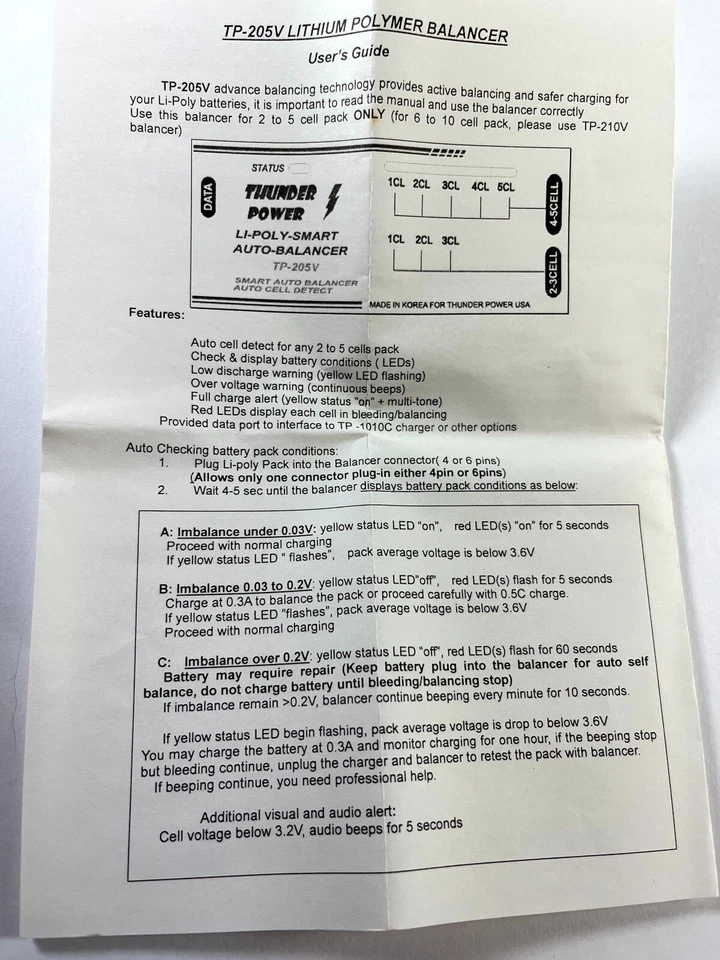 TP-205V LITHIUM POLYMER BALANCER
User's Guide
TP-205V advance balancing technology provides active balancing and safer charging for
your Li-Poly batteries, it is important to read the manual and use the balancer correctly
Use this balancer for 2 to 5 cell pack ONLY (for 6 to 10 cell pack, please use TP-210V
balancer)
STATUS
DATA
THUNDER
POWER
LI-POLY-SMART
AUTO-BALANCER
TP-205V
SMART AUTO BALANCER
AUTO CELL DETECT
1CL 2CL 3CL 4CL 5CL
4-5CELL
1CL 2CL 3CL
2-3CELL
MADE IN KOREA FOR THUNDER POWER USA
Features:
Auto cell detect for any 2 to 5 cells pack
Check & display battery conditions ( LEDs)
Low discharge warning (yellow LED flashing)
Over voltage warning (continuous beeps)
Full charge alert (yellow status "on" + multi-tone)
Red LEDs display each cell in bleeding/balancing
Provided data port to interface to TP -1010C charger or other options
Auto Checking battery pack conditions:
1. Plug Li-poly Pack into the Balancer connector( 4 or 6 pins)
(Allows only one connector plug-in either 4pin or 6pins)
2. Wait 4-5 sec until the balancer displays battery pack conditions as below:
A: Imbalance under 0.03V: yellow status LED "on", red LED(s) "on" for 5 seconds
Proceed with normal charging
If yellow status LED " flashes", pack average voltage is below 3.6V
B: Imbalance 0.03 to 0.2V: yellow status LED"off", red LED(s) flash for 5 seconds
Charge at 0.3A to balance the pack or proceed carefully with 0.5C charge.
If yellow status LED "flashes", pack average voltage is below 3.6V
Proceed with normal charging
C: Imbalance over 0.2V: yellow status LED "off", red LED(s) flash for 60 seconds
Battery may require repair (Keep battery plug into the balancer for auto self
balance, do not charge battery until bleeding/balancing stop)
If imbalance remain >0.2V, balancer continue beeping every minute for 10 seconds.
If yellow status LED begin flashing, pack average voltage is drop to below 3.6V
You may charge the battery at 0.3A and monitor charging for one hour, if the beeping stop
but bleeding continue, unplug the charger and balancer to retest the pack with balancer.
If beeping continue, you need professional help.
Additional visual and audio alert:
Cell voltage below 3.2V, audio beeps for 5 seconds